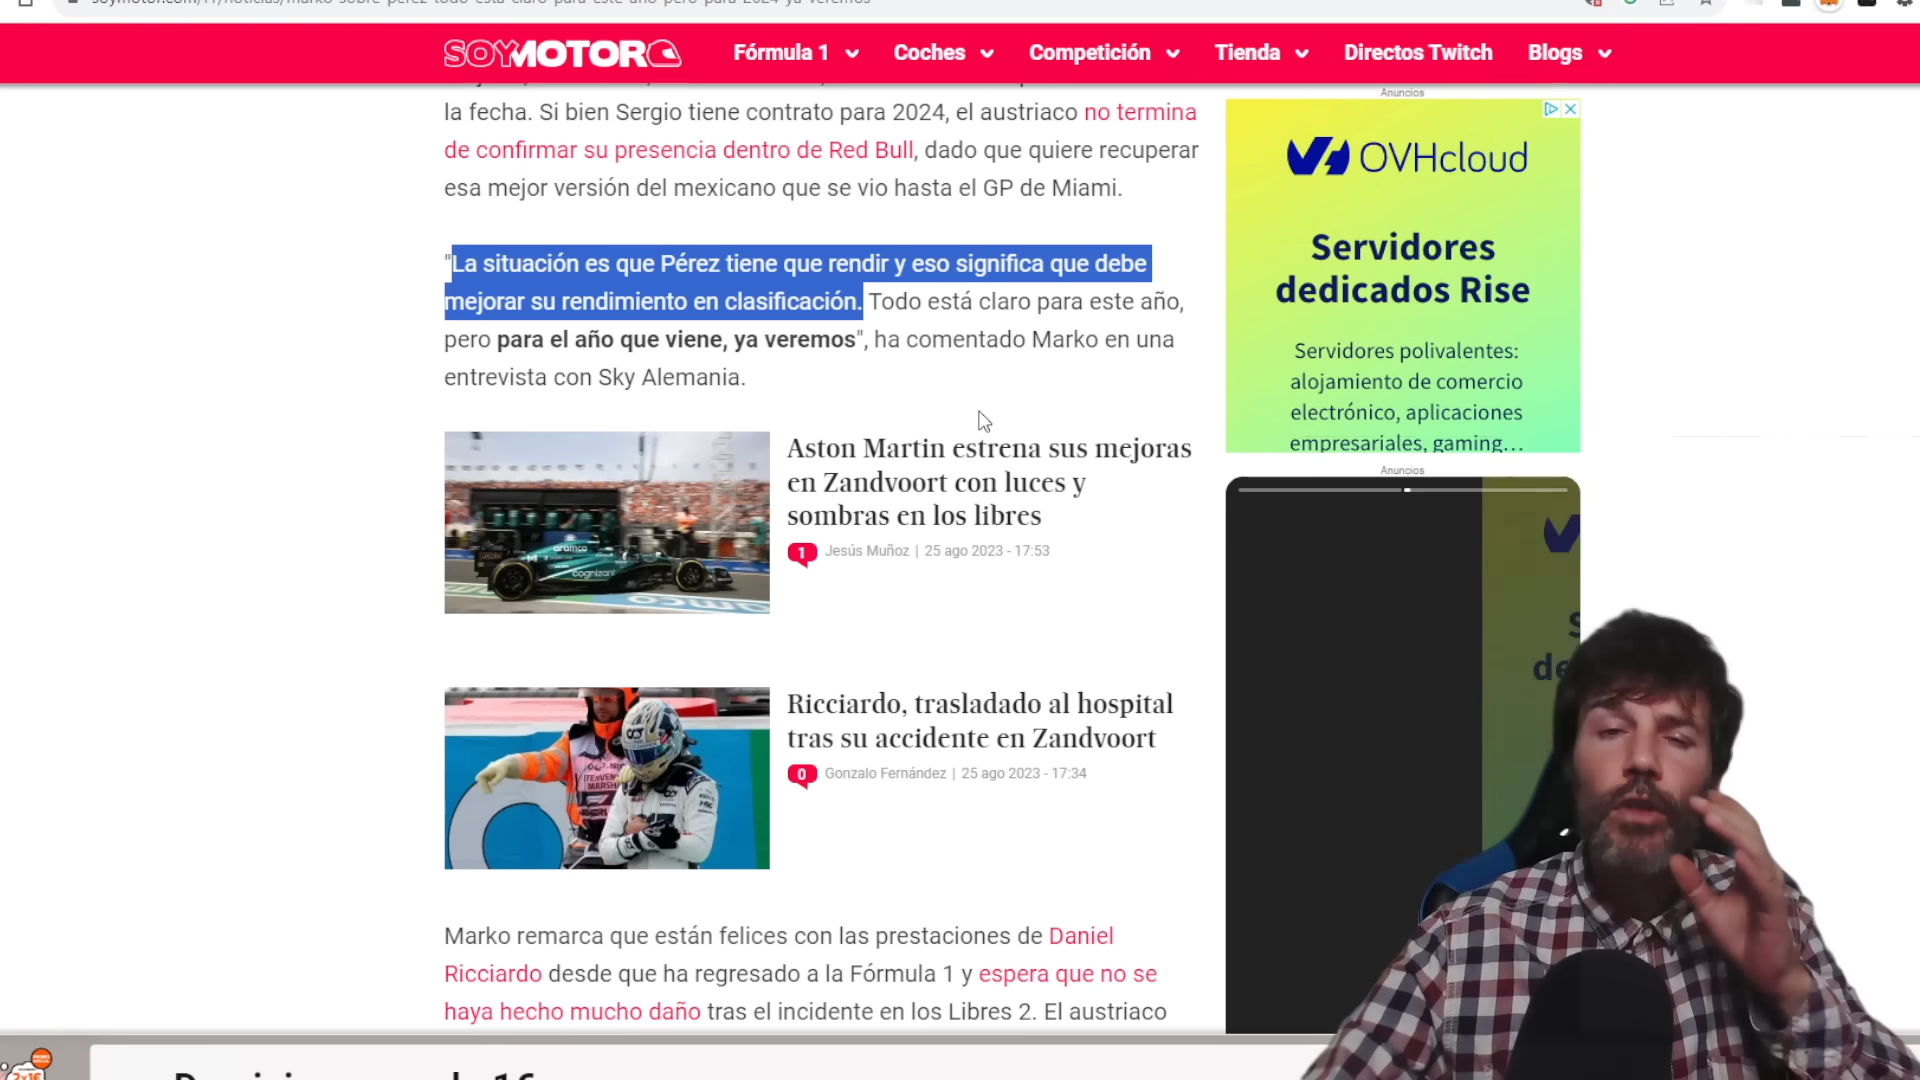 SOYMOTOR
Fórmula 1
Coches
Competición
Tienda
Directos Twitch
Blogs
la fecha. Si bien Sergio tiene contrato para 2024, el austriaco no termina
de confirmar su presencia dentro de Red Bull, dado que quiere recuperar
esa mejor versión del mexicano que se vio hasta el GP de Miami.
"La situación es que Pérez tiene que rendir y eso significa que debe
mejorar su rendimiento en clasificación. Todo está claro para este año,
pero para el año que viene, ya veremos", ha comentado Marko en una
entrevista con Sky Alemania.
aramco
cognizant
Aston Martin estrena sus mejoras
en Zandvoort con luces y
sombras en los libres
1
Jesús Muñoz | 25 ago 2023 - 17:53
Ricciardo, trasladado al hospital
tras su accidente en Zandvoort
0
Gonzalo Fernández | 25 ago 2023 - 17:34
Marko remarca que están felices con las prestaciones de Daniel
Ricciardo desde que ha regresado a la Fórmula 1 y espera que no se
haya hecho mucho daño tras el incidente en los Libres 2. El austriaco
Anuncios
OVHcloud
Servidores
dedicados Rise
Servidores polivalentes:
alojamiento de comercio
electrónico, aplicaciones
empresariales, gaming...
Anuncios